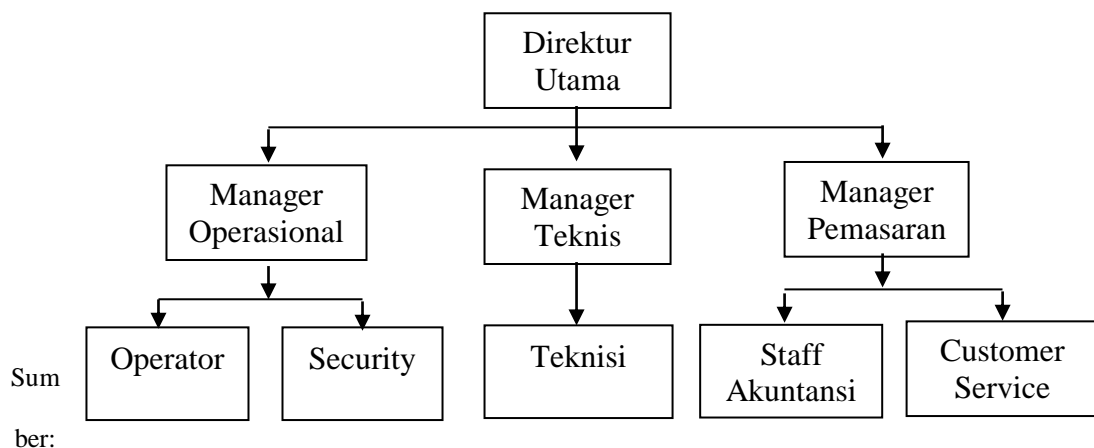 Direktur
Utama
Manager
Operasional
Manager
Teknis
Manager
Pemasaran
Operator
Security
Teknisi
Staff
Akuntansi
Customer
Service
Sum
ber: